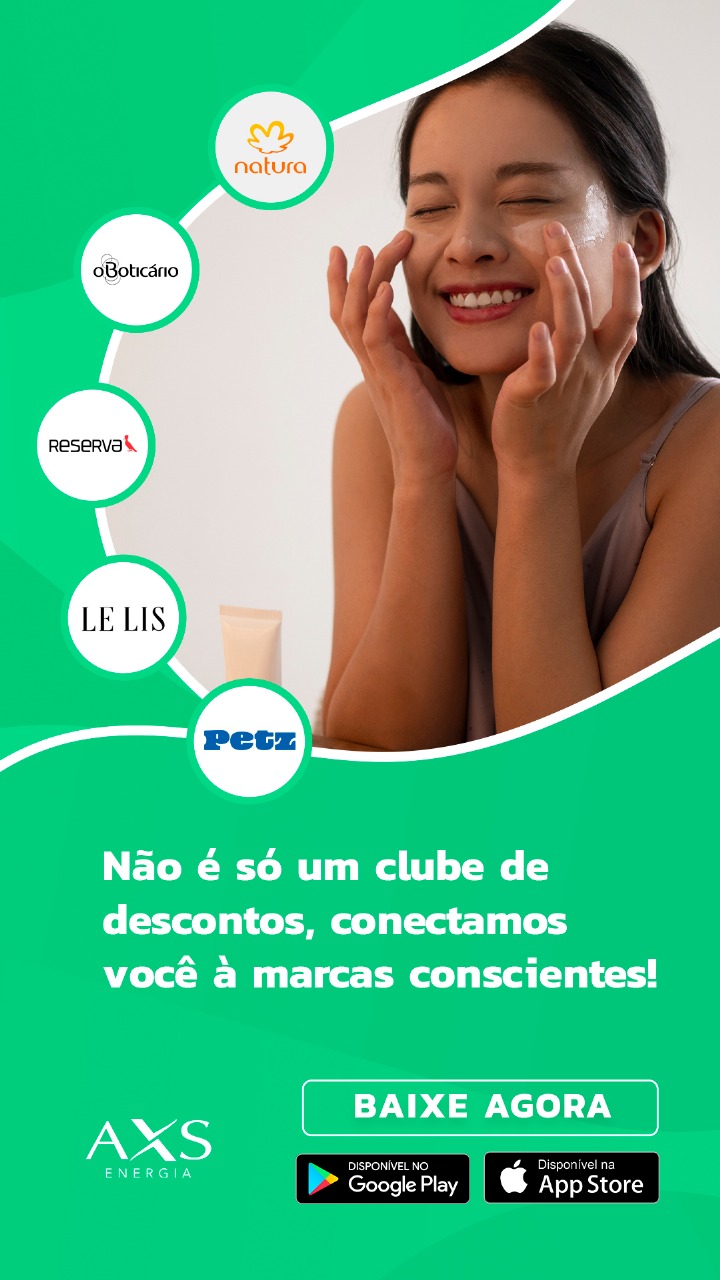 natura
oBoticário
RESERVA
LE LIS
Petz
Não é só um clube de
descontos, conectamos
você à marcas conscientes!
BAIXE AGORA
AXS
ENERGIA
DISPONÍVEL NO
Google Play
Disponível na
App Store